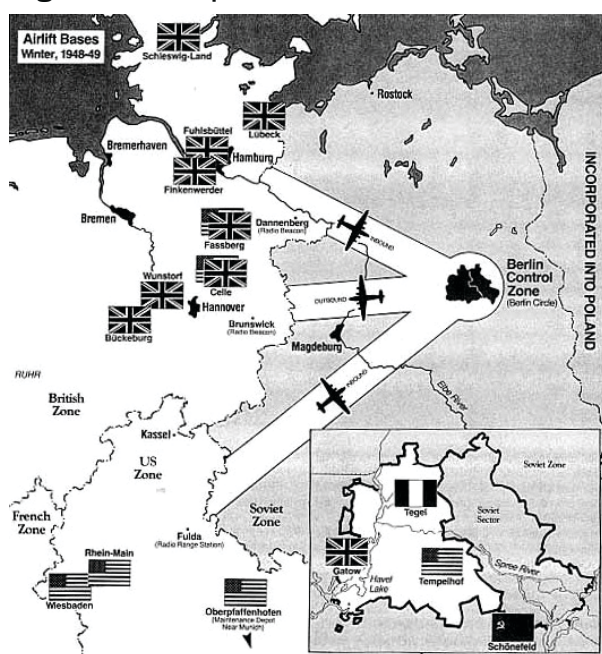 Airlift Bases
Winter, 1948-49
Schleswig-Land
Rostock
Lübeck
Fuhlsbüttel
Bremerhaven
Hamburg
Finkenwerder
Bremen
Dannenberg
(Radio Beacon)
INBOUND
Fassberg
INCORPORATED INTO POLAND
Berlin
Control
Zone
(Berlin Circle)
Wunstorf
Celle
OUTBOUND
Hannover
Bückeburg
Brunswick
(Radio Beacon)
Magdeburg
RUHR
INBOUND
British
Zone
Elbe River
Kassel
US
Zone
French
Zone
Soviet
Zone
Fulda
(Radio Range Station)
Rhein-Main
Wiesbaden
Oberpfaffenhofen
(Maintenance Depot
Near Munich)
Soviet Zone
Tegel
Soviet
Sector
Gatow
Tempelhof
Spree River
Havel
Lake
Schönefeld